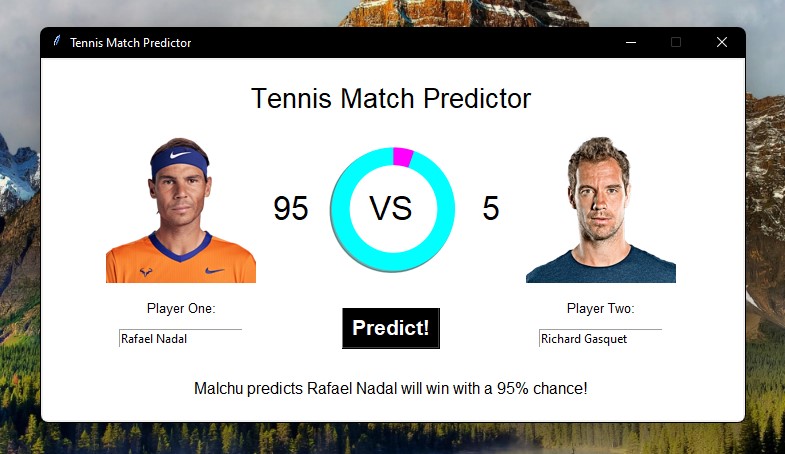 Tennis Match Predictor
Tennis Match Predictor
95
VS
5
Player One:
Player Two:
Predict!
Rafael Nadal
Richard Gasquet
Malchu predicts Rafael Nadal will win with a 95% chance!